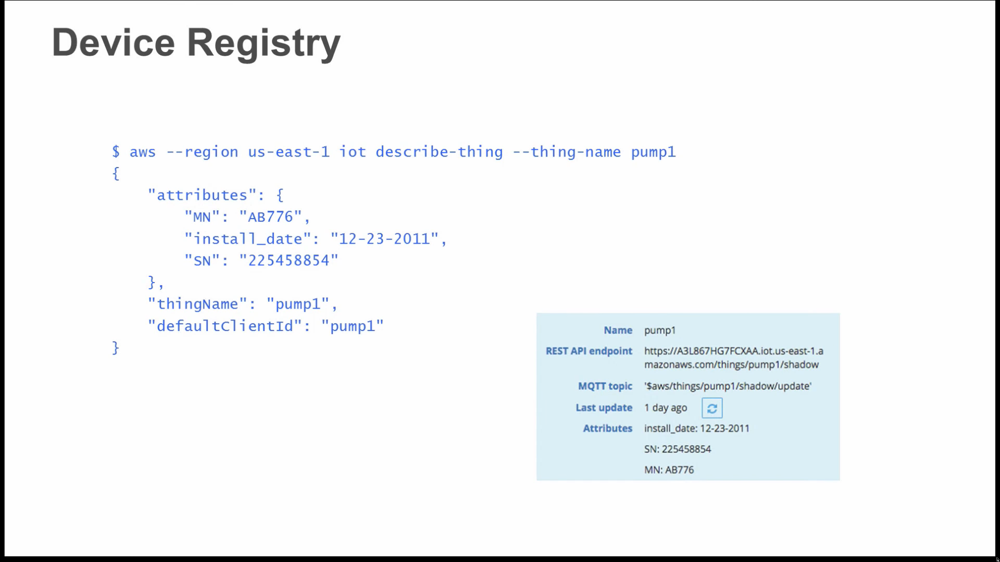 Device Registry
$ aws --region us-east-1 iot describe-thing --thing-name pump1
{
"attributes": {
"MN": "AB776",
"install_date": "12-23-2011",
"SN": "225458854"
},
"thingName": "pump1",
"defaultClientId": "pump1"
}
Name pump1
REST API endpoint https://A3L867HG7FCXAA.iot.us-east-1.a
mazonaws.com/things/pump1/shadow
MQTT topic '$aws/things/pump1/shadow/update'
Last update 1 day ago
Attributes install_date: 12-23-2011
SN: 225458854
MN: AB776